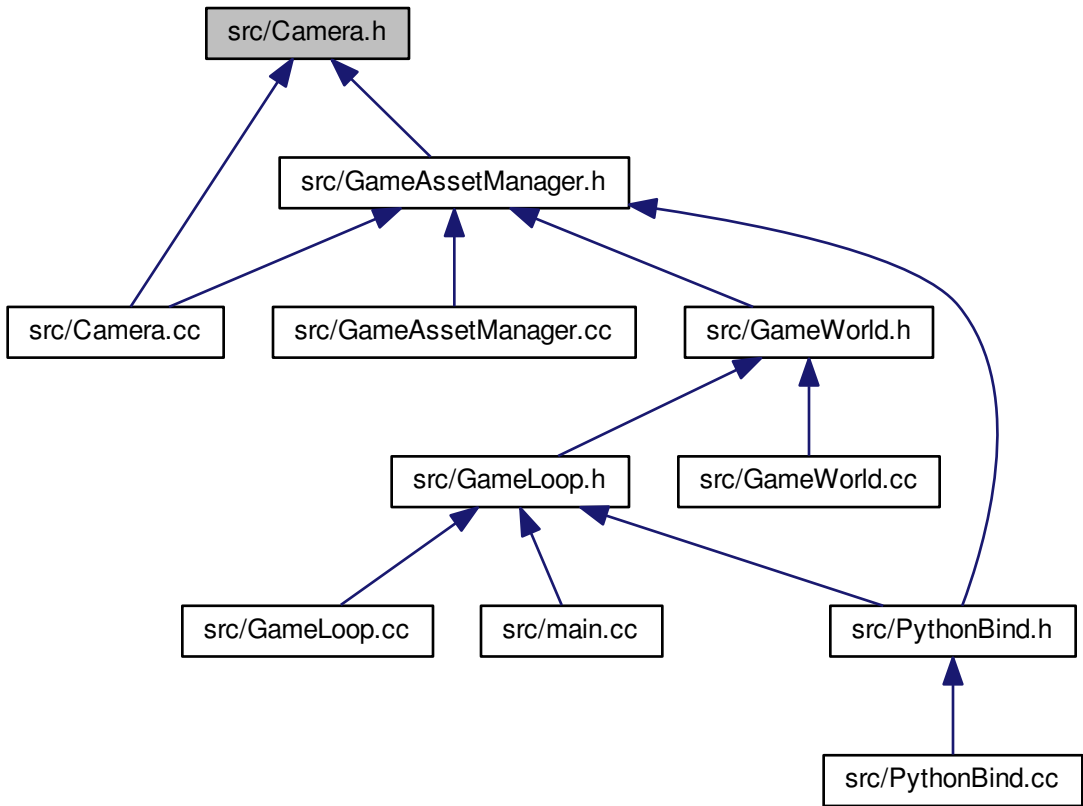 src/Camera.h
src/GameAssetManager.h
src/Camera.cc
src/GameAssetManager.cc
src/GameWorld.h
src/GameLoop.h
src/GameWorld.cc
src/GameLoop.cc
src/main.cc
src/PythonBind.h
src/PythonBind.cc